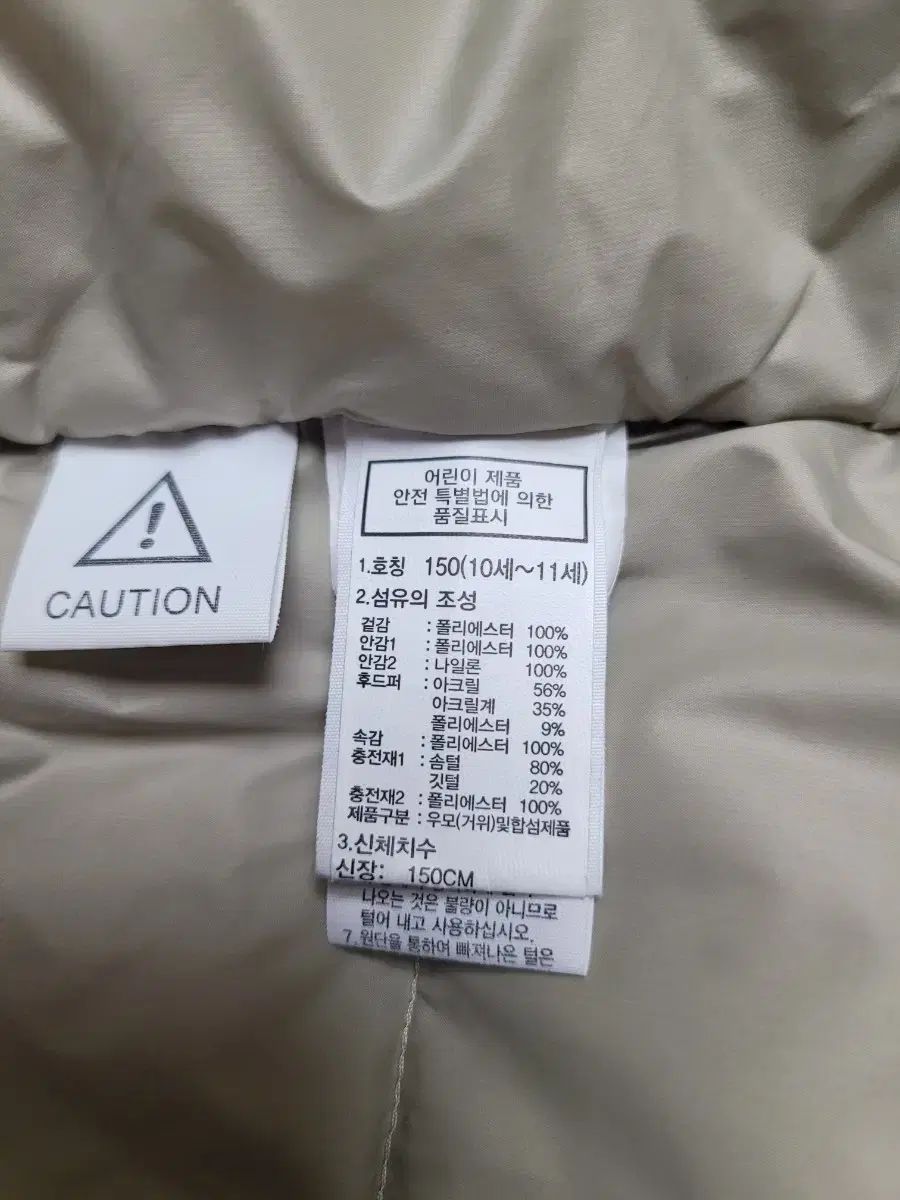 CAUTION
어린이 제품
안전 특별법에 의한
품질표시
1.호칭 150(10세~11세)
2.섬유의 조성
겉감 : 폴리에스터 100%
안감1 : 폴리에스터 100%
안감2 : 나일론 100%
후드퍼 : 아크릴 56%
아크릴계 35%
폴리에스터 9%
속감 : 폴리에스터 100%
충전재1 : 솜털 80%
깃털 20%
충전재2 : 폴리에스터 100%
제품구분 : 우모(거위)및합섬제품
3.신체치수
신장: 150CM
나오는 것은 불량이 아니므로
털어 내고 사용하십시오.
7.원단을 통하여 빠져나온 털은